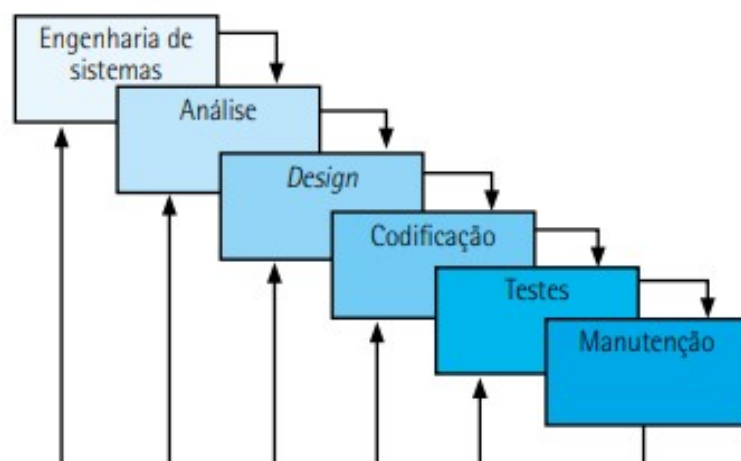 Engenharia de
sistemas
Análise
Design
Codificação
Testes
Manutenção